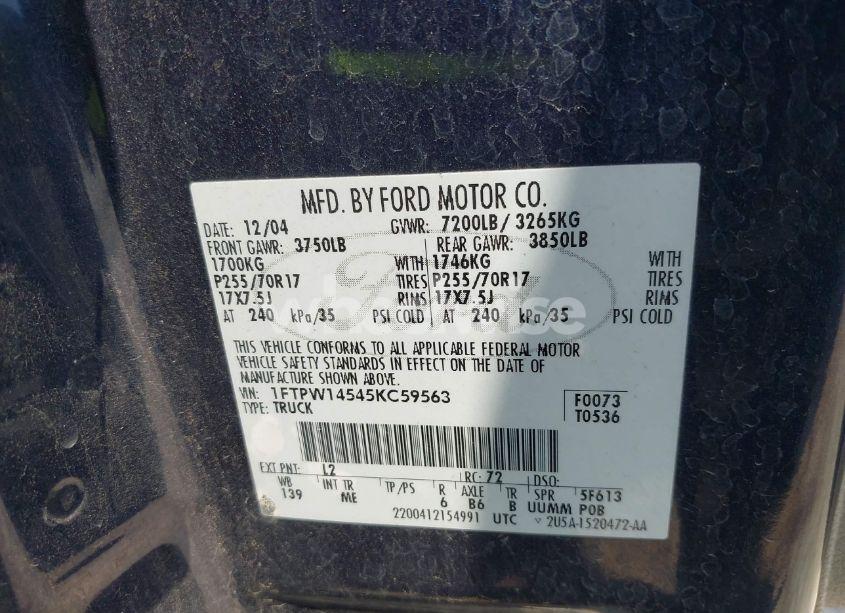 MFD. BY FORD MOTOR CO.
DATE: 12/04 GVWR: 7200LB/ 3265KG
FRONT GAWR: 3750LB REAR GAWR: 3850LB
1700KG WITH 1746KG WITH
P255/70R17 TIRES P255/70R17 TIRES
17X7.5J RIMS 17X7.5J RIMS
AT 240 kPa/35 PSI COLD AT 240 kPa/35 PSI COLD
THIS VEHICLE CONFORMS TO ALL APPLICABLE FEDERAL MOTOR
VEHICLE SAFETY STANDARDS IN EFFECT ON THE DATE OF
MANUFACTURE SHOWN ABOVE.
VIN: 1FTPW14545KC59563 F0073
TYPE: TRUCK T0536
EXT PNT: L2 RC: 72 DSO:
WB INT TR TP/PS R AXLE TR SPR 5F613
139 ME 6 B6 B UUMM POB
2200412154991 UTC 2U5A-1520472-AA